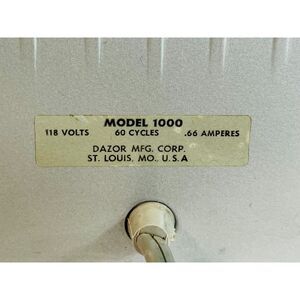 MODEL 1000
118 VOLTS 60 CYCLES .66 AMPERES
DAZOR MFG. CORP.
ST. LOUIS, MO., U.S.A